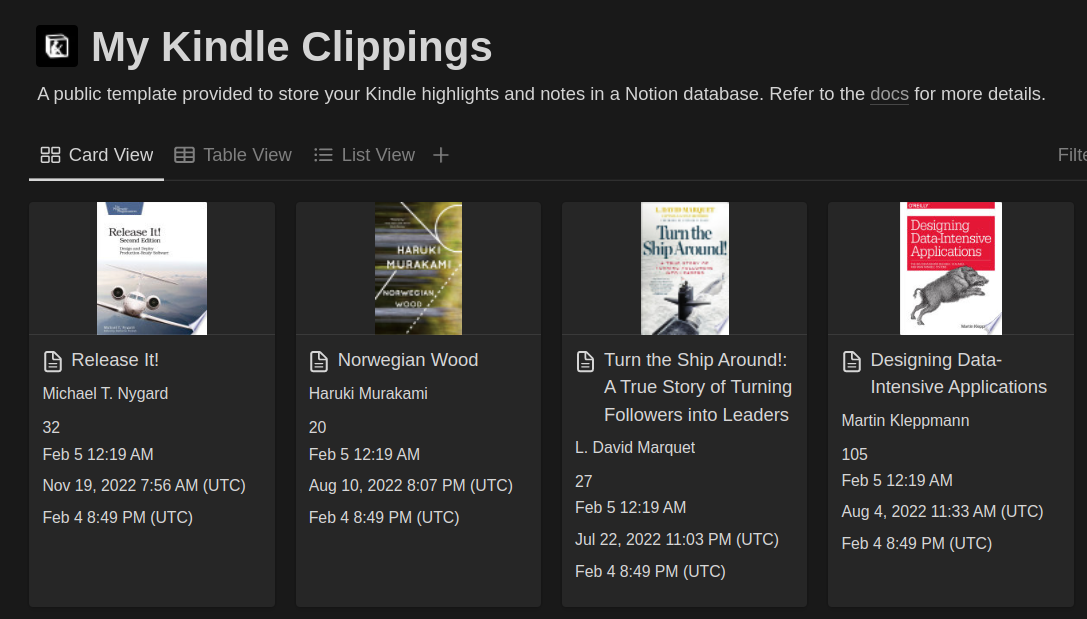 My Kindle Clippings
A public template provided to store your Kindle highlights and notes in a Notion database. Refer to the docs for more details.
Card View Table View List View + Filte
Release It!
Second Edition
Design and Deploy
Production-Ready Software
HARUKI
MURAKAMI
NORWEGIAN
WOOD
L. DAVID MARQUET
Turn the
Ship Around!
A TRUE STORY OF
TURNING FOLLOWERS
INTO LEADERS
O'REILLY
Designing
Data-Intensive
Applications
Release It!
Michael T. Nygard
32
Feb 5 12:19 AM
Nov 19, 2022 7:56 AM (UTC)
Feb 4 8:49 PM (UTC)
Norwegian Wood
Haruki Murakami
20
Feb 5 12:19 AM
Aug 10, 2022 8:07 PM (UTC)
Feb 4 8:49 PM (UTC)
Turn the Ship Around!:
A True Story of Turning
Followers into Leaders
L. David Marquet
27
Feb 5 12:19 AM
Jul 22, 2022 11:03 PM (UTC)
Feb 4 8:49 PM (UTC)
Designing Data-
Intensive Applications
Martin Kleppmann
105
Feb 5 12:19 AM
Aug 4, 2022 11:33 AM (UTC)
Feb 4 8:49 PM (UTC)